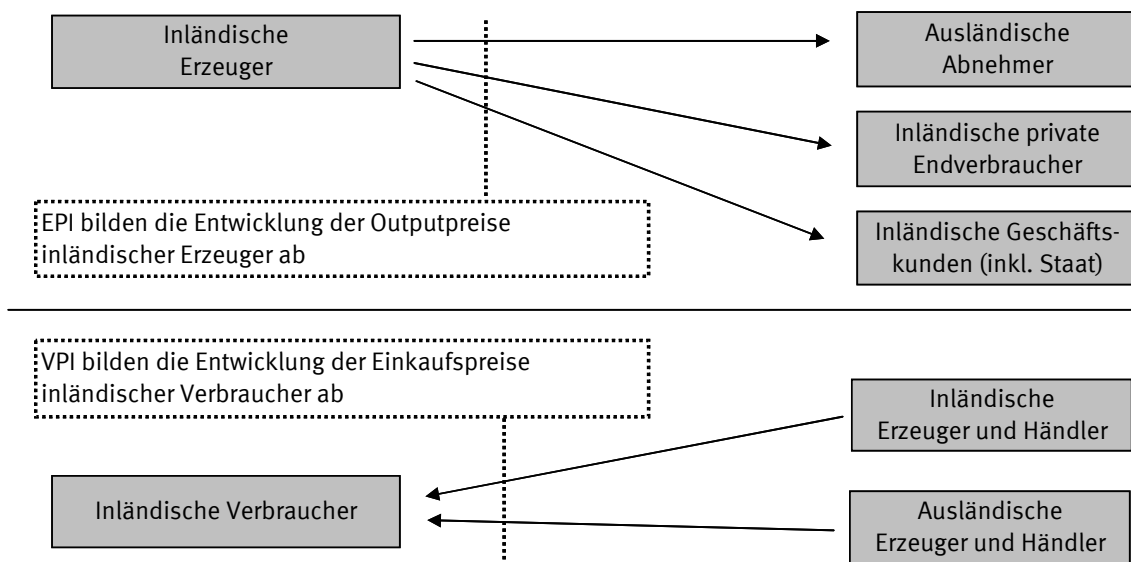 Inländische
Erzeuger
Ausländische
Abnehmer
Inländische private
Endverbraucher
EPI bilden die Entwicklung der Outputpreise
inländischer Erzeuger ab
Inländische Geschäfts-
kunden (inkl. Staat)
VPI bilden die Entwicklung der Einkaufspreise
inländischer Verbraucher ab
Inländische
Erzeuger und Händler
Inländische Verbraucher
Ausländische
Erzeuger und Händler